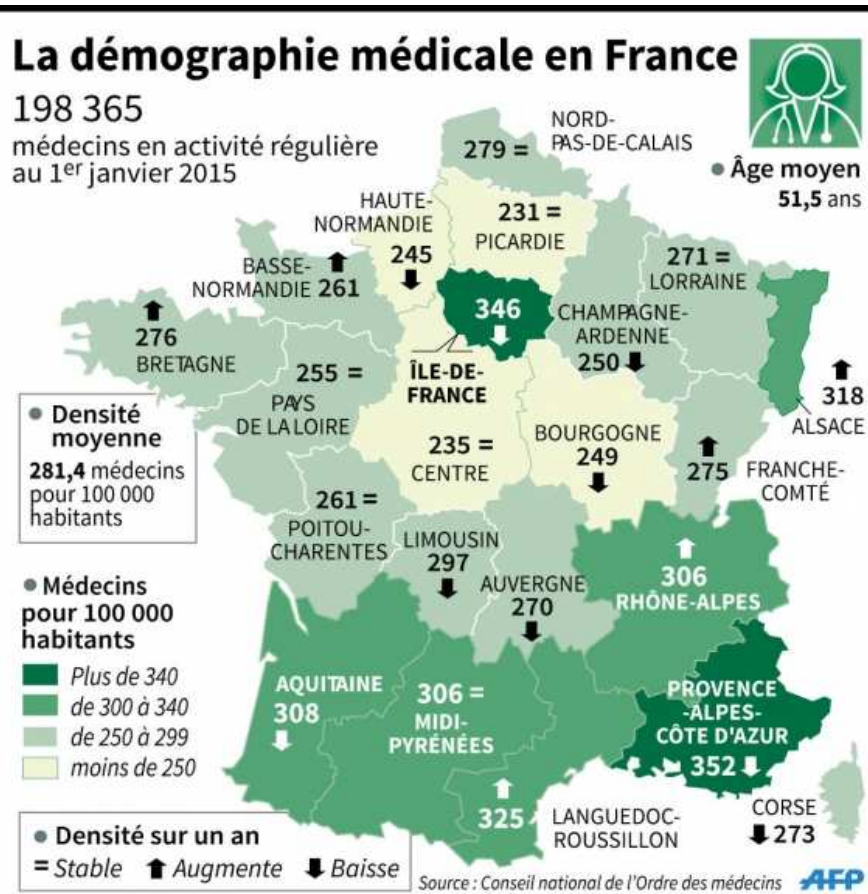 La démographie médicale en France
198 365
médecins en activité régulière
au 1er janvier 2015
Âge moyen
51,5 ans
NORD-
PAS-DE-CALAIS
279 =
HAUTE-
NORMANDIE
245
231 =
PICARDIE
271 =
LORRAINE
BASSE-
NORMANDIE 261
346
ÎLE-DE-
FRANCE
CHAMPAGNE-
ARDENNE
250
276
BRETAGNE
318
ALSACE
255 =
PAYS
DE LA LOIRE
Densité
moyenne
281,4 médecins
pour 100 000
habitants
235 =
CENTRE
BOURGOGNE
249
275
FRANCHE-
COMTÉ
261 =
POITOU-
CHARENTES
LIMOUSIN
297
AUVERGNE
270
306
RHÔNE-ALPES
Médecins
pour 100 000
habitants
Plus de 340
de 300 à 340
de 250 à 299
moins de 250
AQUITAINE
308
306 =
MIDI-
PYRÉNÉES
PROVENCE
-ALPES-
CÔTE D'AZUR
352
325
LANGUEDOC-
ROUSSILLON
CORSE
273
Densité sur un an
= Stable ⬆ Augmente ⬇ Baisse
Source : Conseil national de l'Ordre des médecins
AFP